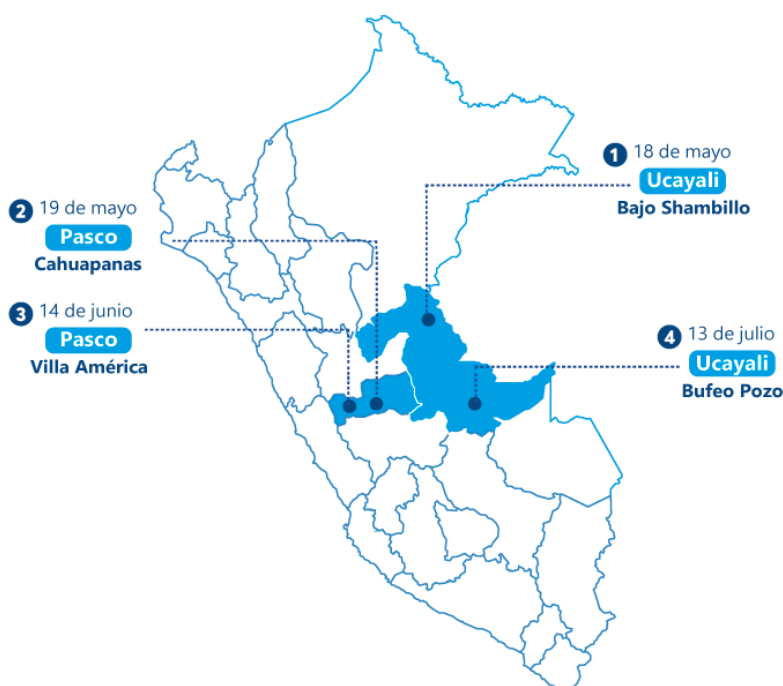 1 18 de mayo
Ucayali
Bajo Shambillo
2 19 de mayo
Pasco
Cahuapanas
3 14 de junio
Pasco
Villa América
4 13 de julio
Ucayali
Bufeo Pozo